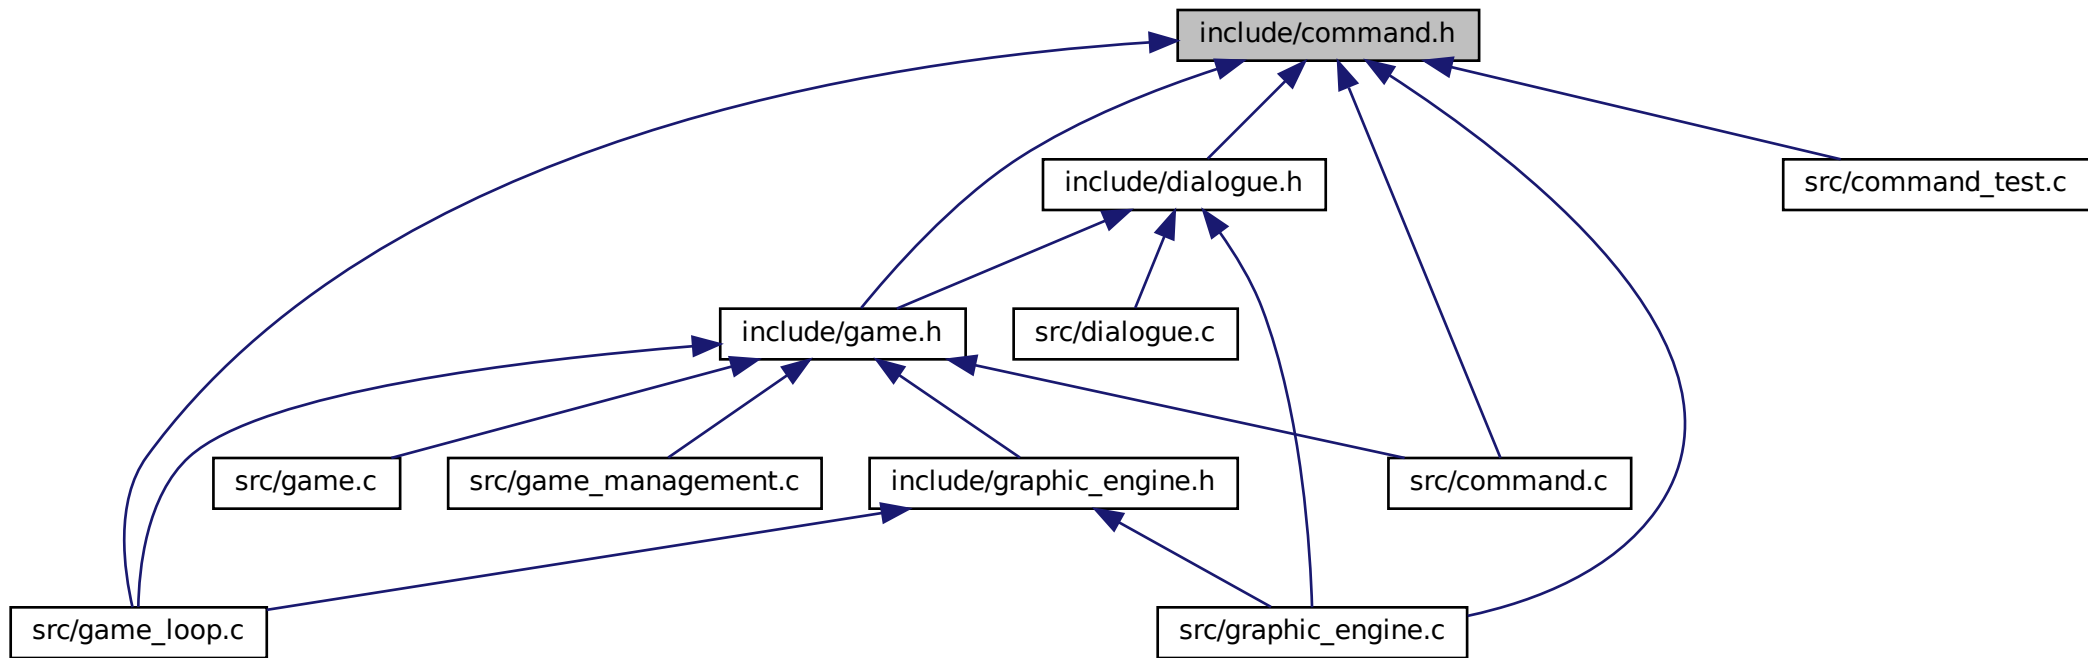 include/command.h
include/dialogue.h
src/command_test.c
include/game.h
src/dialogue.c
src/game.c
src/game_management.c
include/graphic_engine.h
src/command.c
src/game_loop.c
src/graphic_engine.c